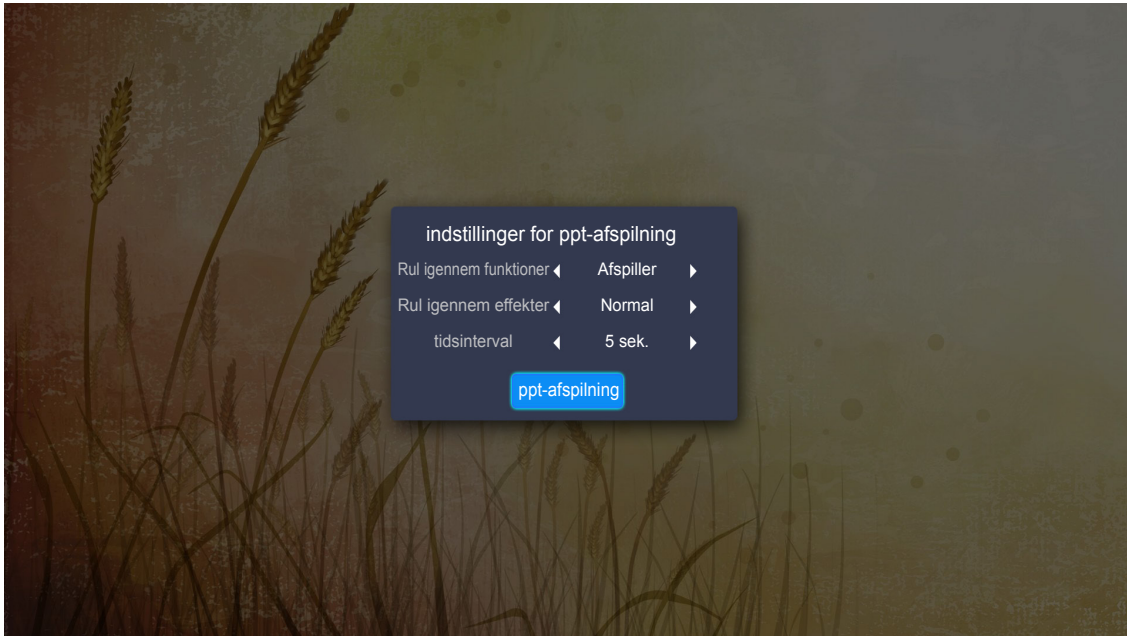 indstillinger for ppt-afspilning
Rul igennem funktioner Afspiller
Rul igennem effekter Normal
tidsinterval 5 sek.
ppt-afspilning